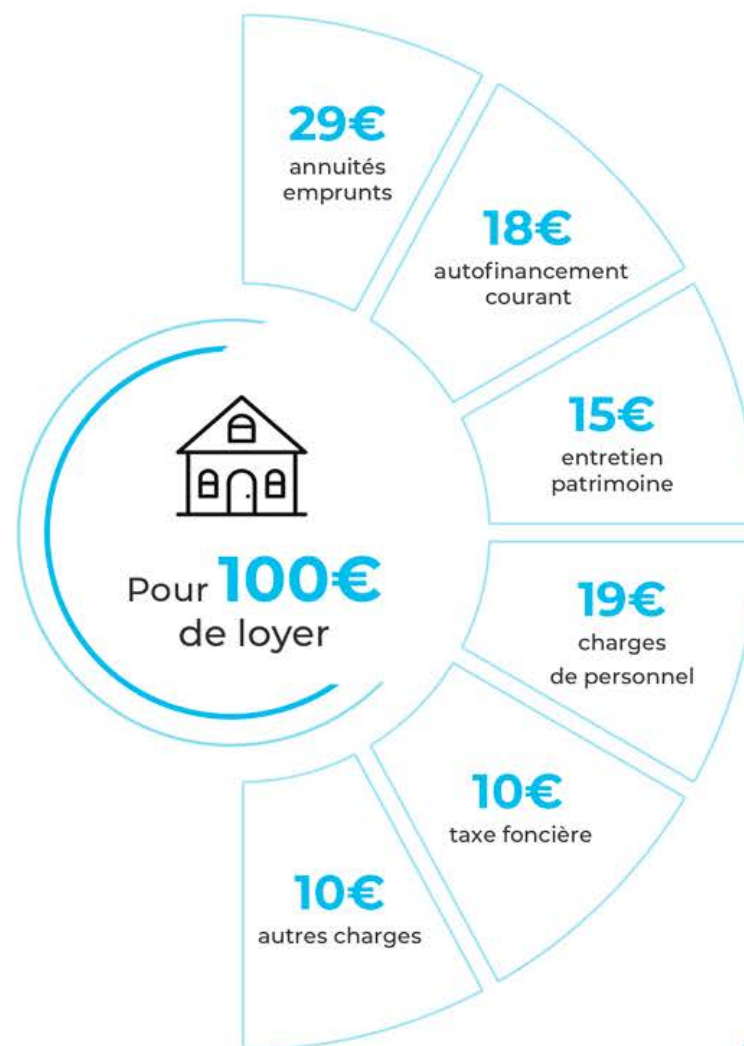 29€
annuités
emprunts
18€
autofinancement
courant
15€
entretien
patrimoine
Pour 100€
de loyer
19€
charges
de personnel
10€
taxe foncière
10€
autres charges